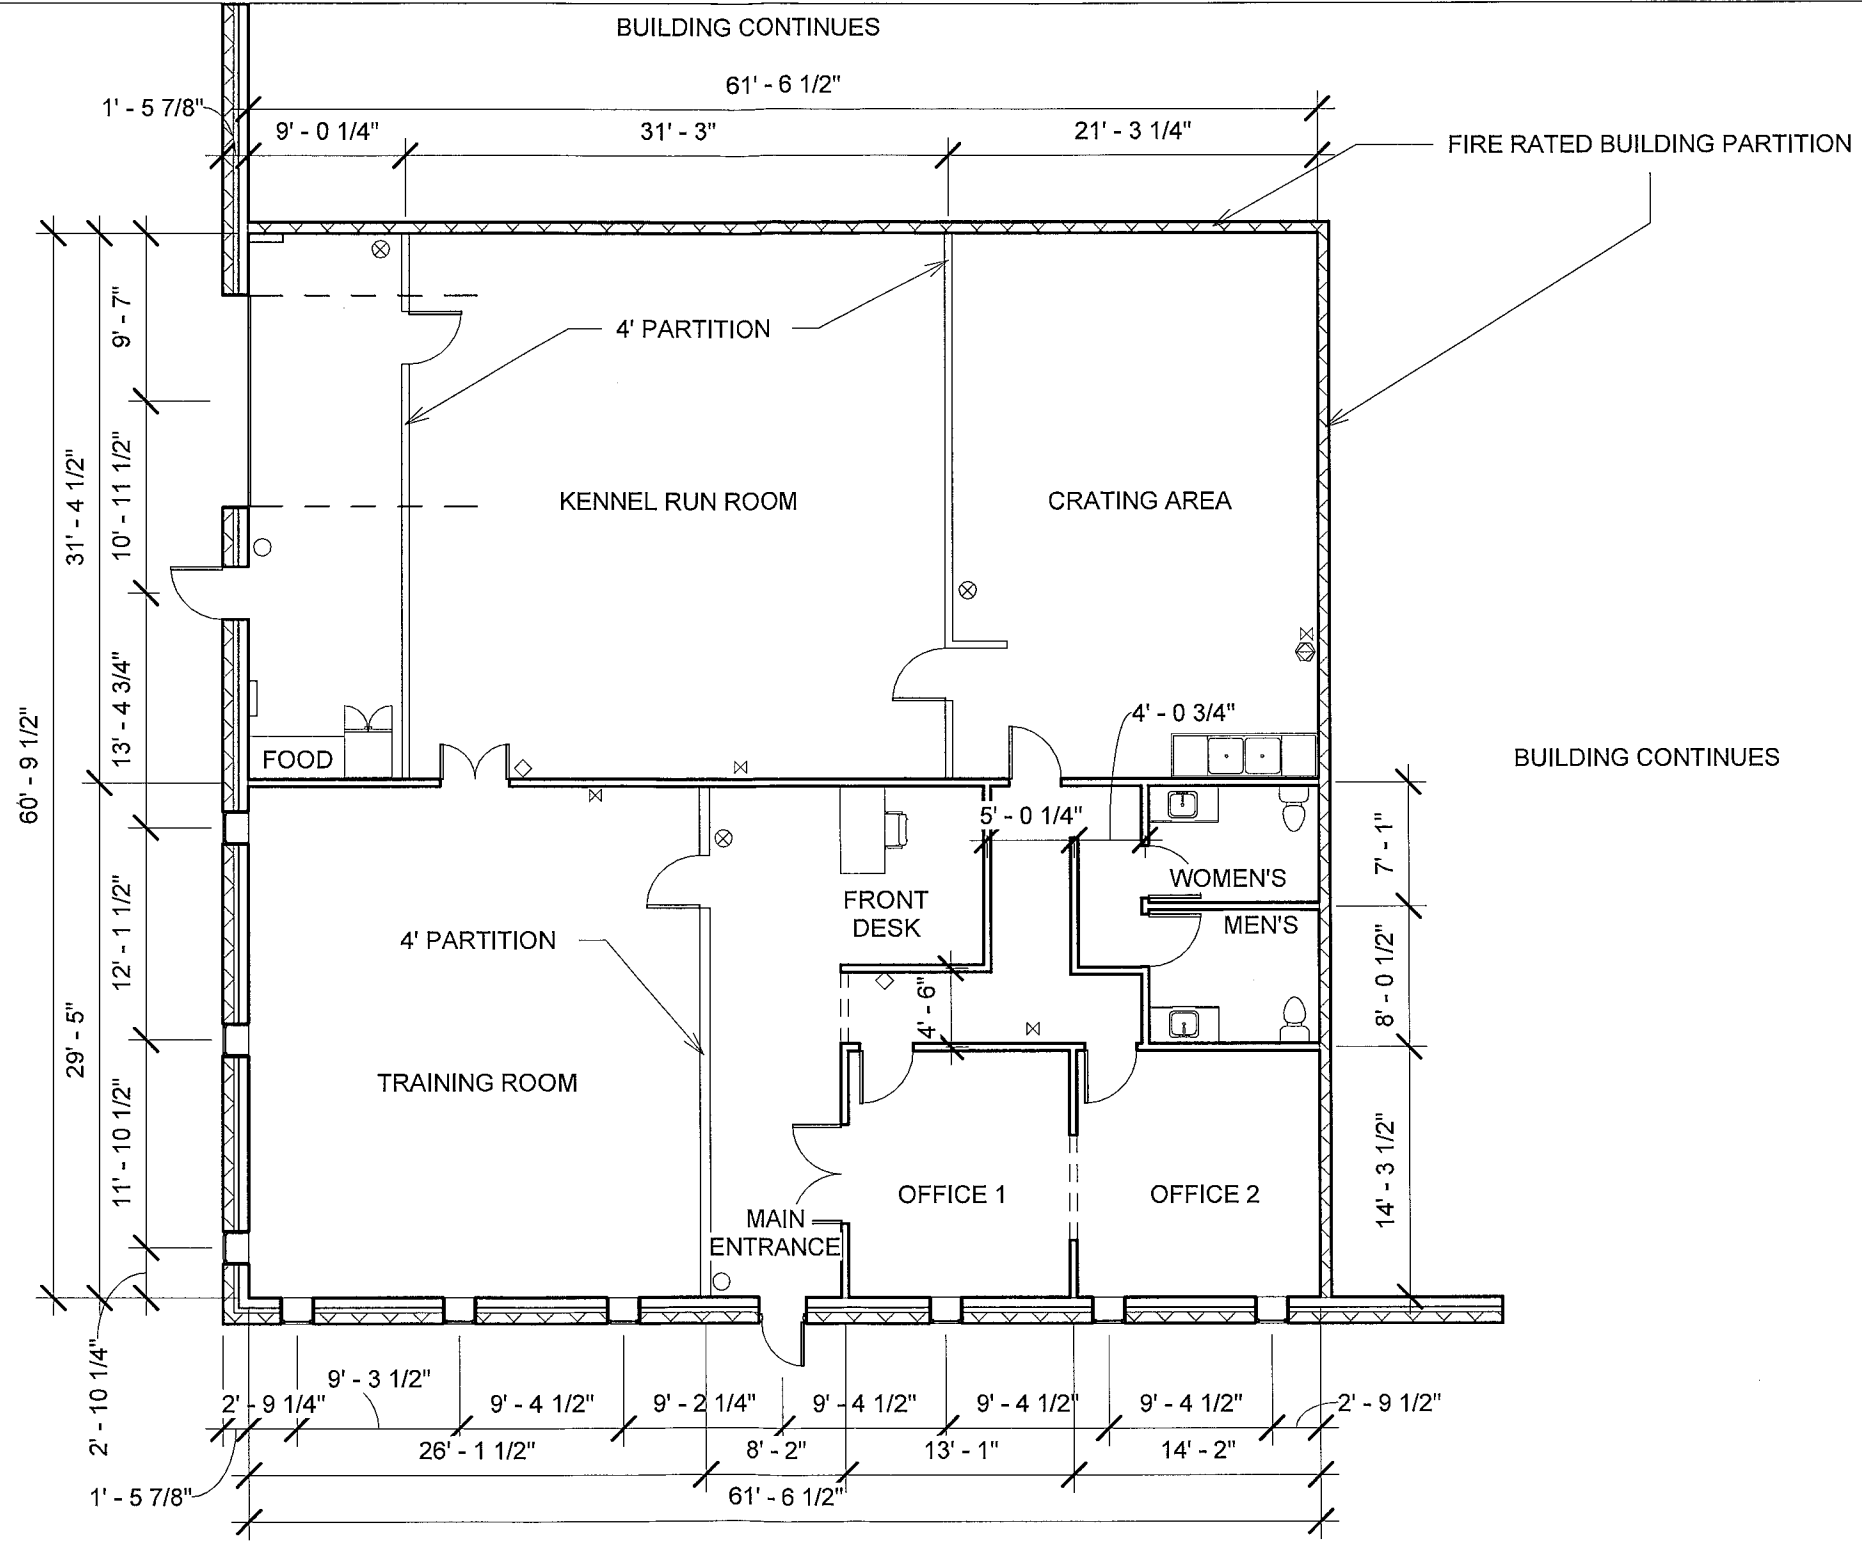 BUILDING CONTINUES
61' - 6 1/2"
1' - 5 7/8"
9' - 0 1/4"
31' - 3"
21' - 3 1/4"
FIRE RATED BUILDING PARTITION
9' - 7"
4' PARTITION
10' - 11 1/2"
31' - 4 1/2"
KENNEL RUN ROOM
CRATING AREA
13' - 4 3/4"
60' - 9 1/2"
4' - 0 3/4"
FOOD
BUILDING CONTINUES
5' - 0 1/4"
7' - 1"
WOMEN'S
FRONT
DESK
MEN'S
12' - 1 1/2"
4' PARTITION
8' - 0 1/2"
4' - 6"
29' - 5"
TRAINING ROOM
11' - 10 1/2"
14' - 3 1/2"
OFFICE 1
OFFICE 2
MAIN
ENTRANCE
2' - 10 1/4"
9' - 3 1/2"
2' - 9 1/4"
9' - 4 1/2"
9' - 2 1/4"
9' - 4 1/2"
9' - 4 1/2"
9' - 4 1/2"
2' - 9 1/2"
26' - 1 1/2"
8' - 2"
13' - 1"
14' - 2"
1' - 5 7/8"
61' - 6 1/2"